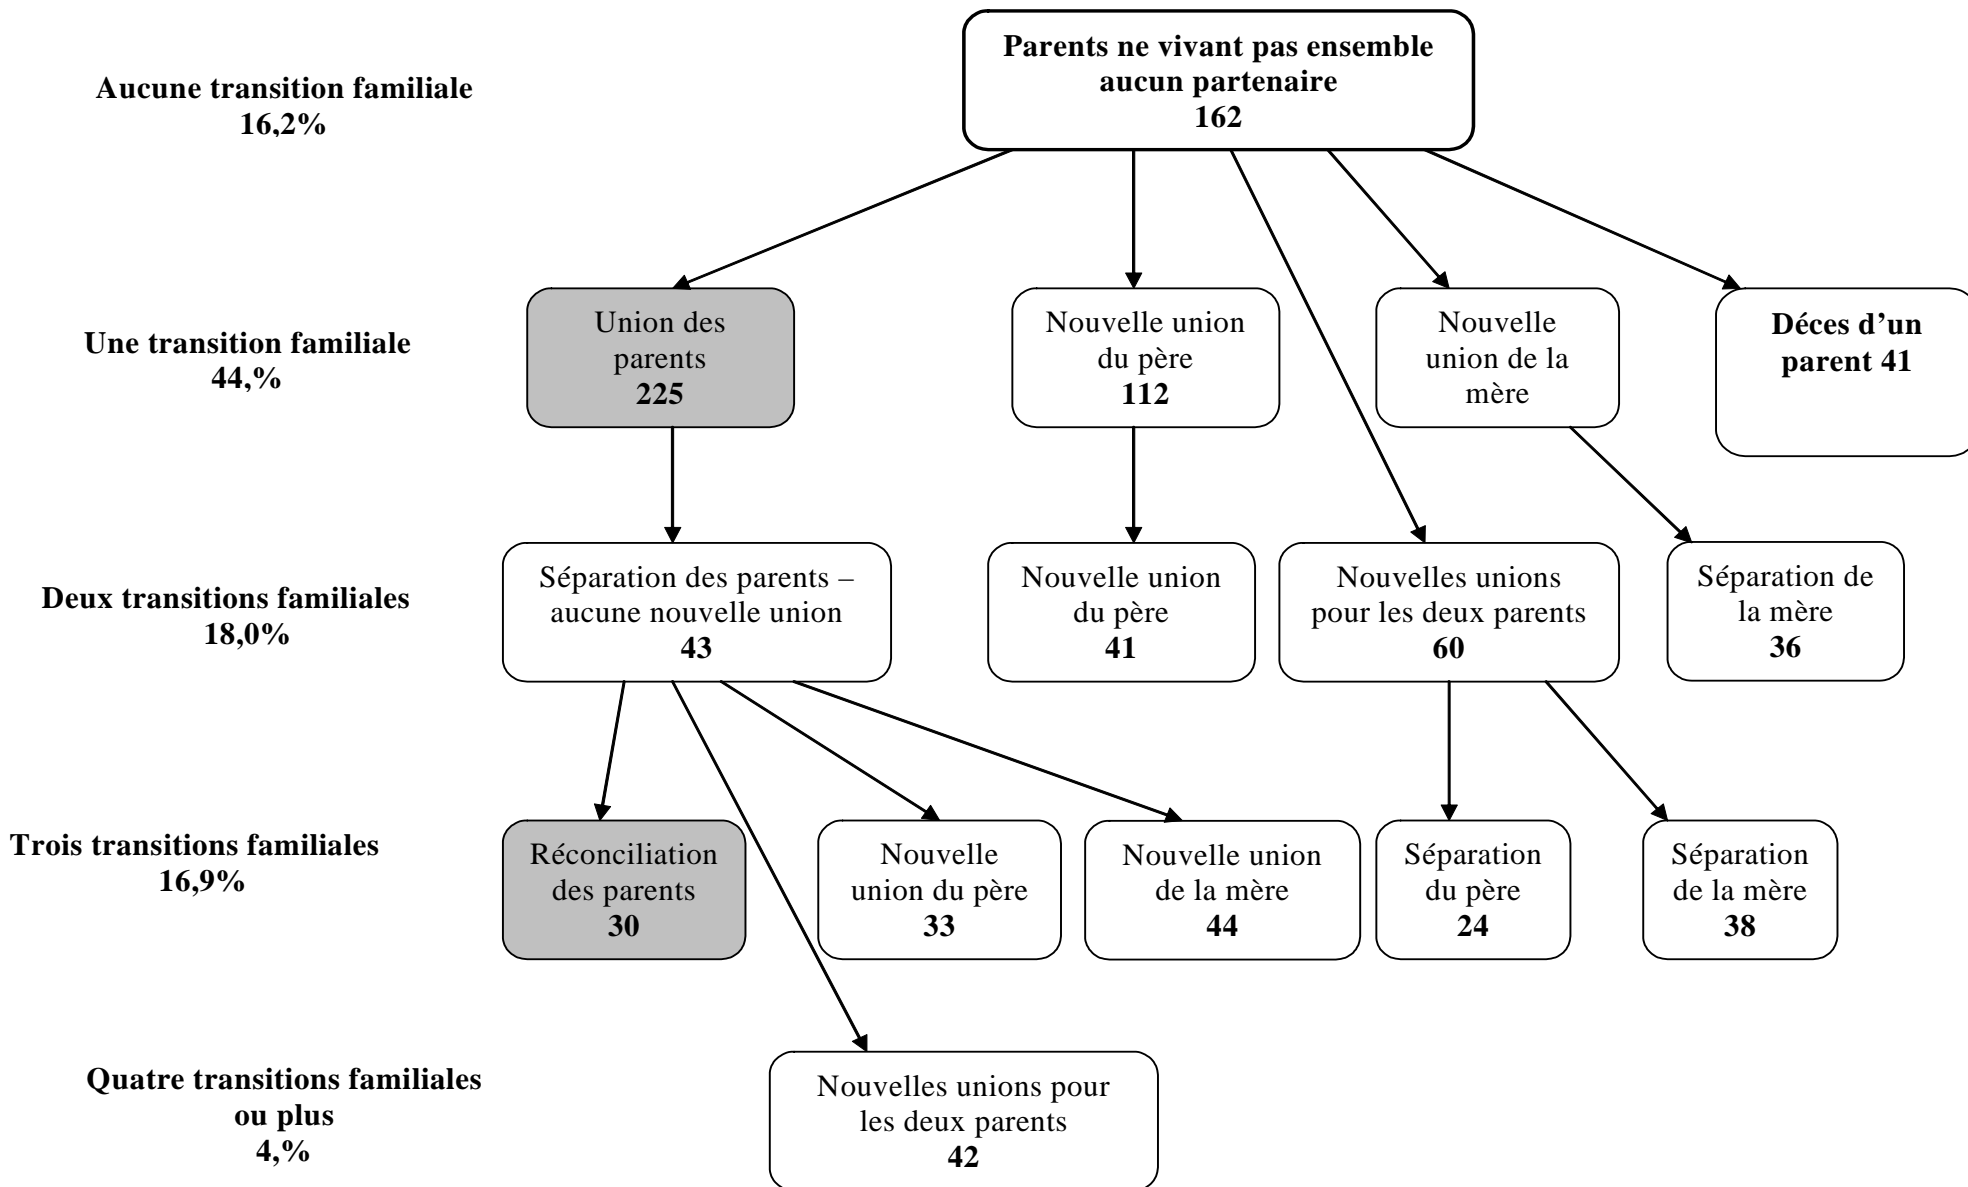 Parents ne vivant pas ensemble
aucun partenaire
162
Aucune transition familiale
16,2%
Union des
parents
225
Nouvelle union
du père
112
Nouvelle
union de la
mère
Déces d’un
parent 41
Une transition familiale
44,%
Séparation des parents –
aucune nouvelle union
43
Nouvelle union
du père
41
Nouvelles unions
pour les deux parents
60
Séparation de
la mère
36
Deux transitions familiales
18,0%
Trois transitions familiales
16,9%
Réconciliation
des parents
30
Nouvelle
union du père
33
Nouvelle union
de la mère
44
Séparation
du père
24
Séparation
de la mère
38
Quatre transitions familiales
ou plus
4,%
Nouvelles unions pour
les deux parents
42